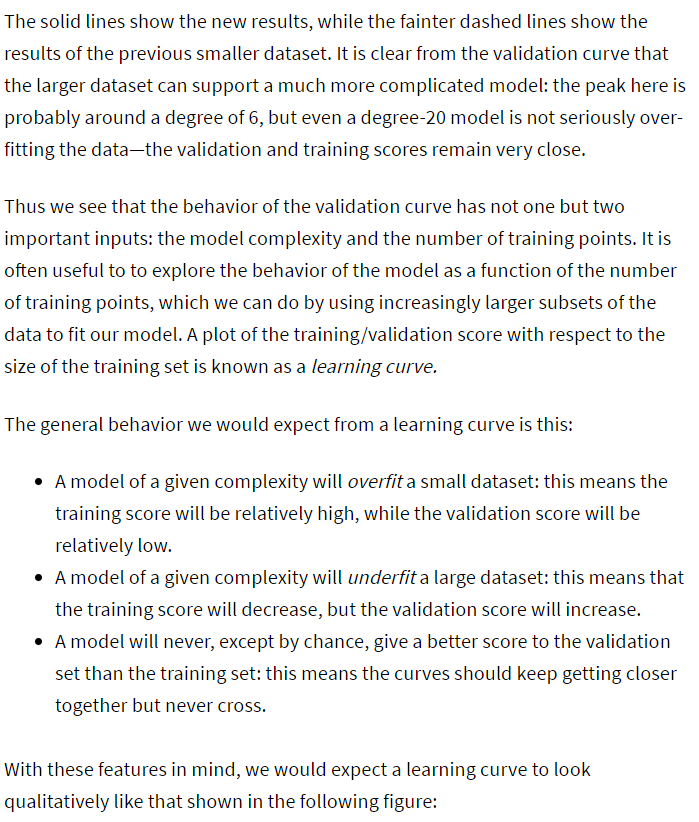 The solid lines show the new results, while the fainter dashed lines show the
results of the previous smaller dataset. It is clear from the validation curve that
the larger dataset can support a much more complicated model: the peak here is
probably around a degree of 6, but even a degree-20 model is not seriously over-
fitting the data—the validation and training scores remain very close.
Thus we see that the behavior of the validation curve has not one but two
important inputs: the model complexity and the number of training points. It is
often useful to to explore the behavior of the model as a function of the number
of training points, which we can do by using increasingly larger subsets of the
data to fit our model. A plot of the training/validation score with respect to the
size of the training set is known as a learning curve.
The general behavior we would expect from a learning curve is this:
• A model of a given complexity will overfit a small dataset: this means the
training score will be relatively high, while the validation score will be
relatively low.
• A model of a given complexity will underfit a large dataset: this means that
the training score will decrease, but the validation score will increase.
• A model will never, except by chance, give a better score to the validation
set than the training set: this means the curves should keep getting closer
together but never cross.
With these features in mind, we would expect a learning curve to look
qualitatively like that shown in the following figure: